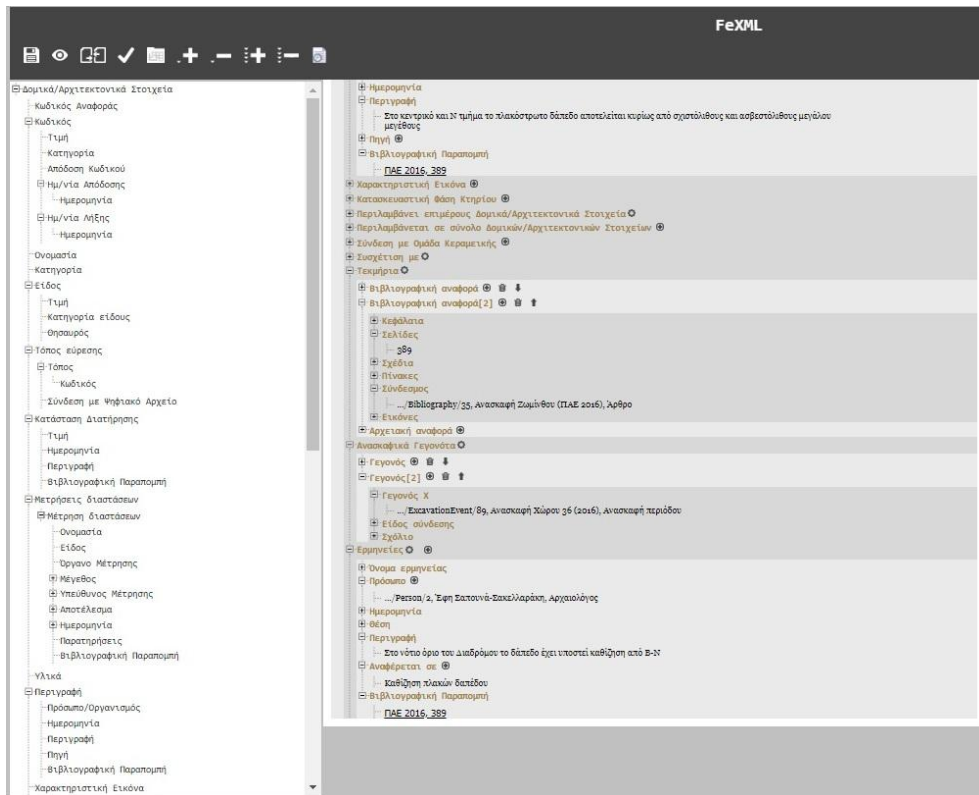 FeXML
Δομικά/Αρχιτεκτονικά Στοιχεία
Κωδικός Αναφοράς
Κωδικός
Τιμή
Κατηγορία
Απόδοση Κωδικού
Ημ/νία Απόδοσης
Ημερομηνία
Ημ/νία Λήξης
Ημερομηνία
Ονομασία
Κατηγορία
Είδος
Τιμή
Κατηγορία είδους
Θησαυρός
Τόπος εύρεσης
Τόπος
Κωδικός
Σύνδεση με Ψηφιακό Αρχείο
Κατάσταση Διατήρησης
Τιμή
Ημερομηνία
Περιγραφή
Βιβλιογραφική Παραπομπή
Μετρήσεις διαστάσεων
Μέτρηση διαστάσεων
Ονομασία
Είδος
Όργανο Μέτρησης
Μέγεθος
Υπεύθυνος Μέτρησης
Αποτέλεσμα
Ημερομηνία
Παρατηρήσεις
Βιβλιογραφική Παραπομπή
Υλικά
Περιγραφή
Πρόσωπο/Οργανισμός
Ημερομηνία
Περιγραφή
Πηγή
Βιβλιογραφική Παραπομπή
Χαρακτηριστική Εικόνα
Ημερομηνία
Περιγραφή
Στο κεντρικό και Ν τμήμα το πλακόστρωτο δάπεδο αποτελείται κυρίως από σχιστόλιθους και ασβεστόλιθους μεγάλου
μεγέθους
Πηγή
Βιβλιογραφική Παραπομπή
ΠΑΕ 2016, 389
Χαρακτηριστική Εικόνα
Κατασκευαστική Φάση Κτηρίου
Περιλαμβάνει επιμέρους Δομικά/Αρχιτεκτονικά Στοιχεία
Περιλαμβάνεται σε σύνολο Δομικών/Αρχιτεκτονικών Στοιχείων
Σύνδεση με Ομάδα Κεραμεικής
Συσχέτιση με
Τεκμήρια
Βιβλιογραφική αναφορά
Βιβλιογραφική αναφορά[2]
Κεφάλαια
Σελίδες
389
Σχέδια
Πίνακες
Σύνδεσμος
.../Bibliography/35, Ανασκαφή Ζωμίνθου (ΠΑΕ 2016), Άρθρο
Εικόνες
Αρχειακή αναφορά
Ανασκαφικά Γεγονότα
Γεγονός
Γεγονός[2]
Γεγονός Χ
.../ExcavationEvent/89, Ανασκαφή Χώρου 36 (2016), Ανασκαφή περιόδου
Είδος σύνδεσης
Σχόλιο
Ερμηνείες
Όνομα ερμηνείας
Πρόσωπο
.../Person/2, Έφη Σαπουνά-Σακελλαράκη, Αρχαιολόγος
Ημερομηνία
Θέση
Περιγραφή
Στο νότιο όριο του Διαδρόμου το δάπεδο έχει υποστεί καθίζηση από Β-Ν
Αναφέρεται σε
Καθίζηση πλακών δαπέδου
Βιβλιογραφική Παραπομπή
ΠΑΕ 2016, 389